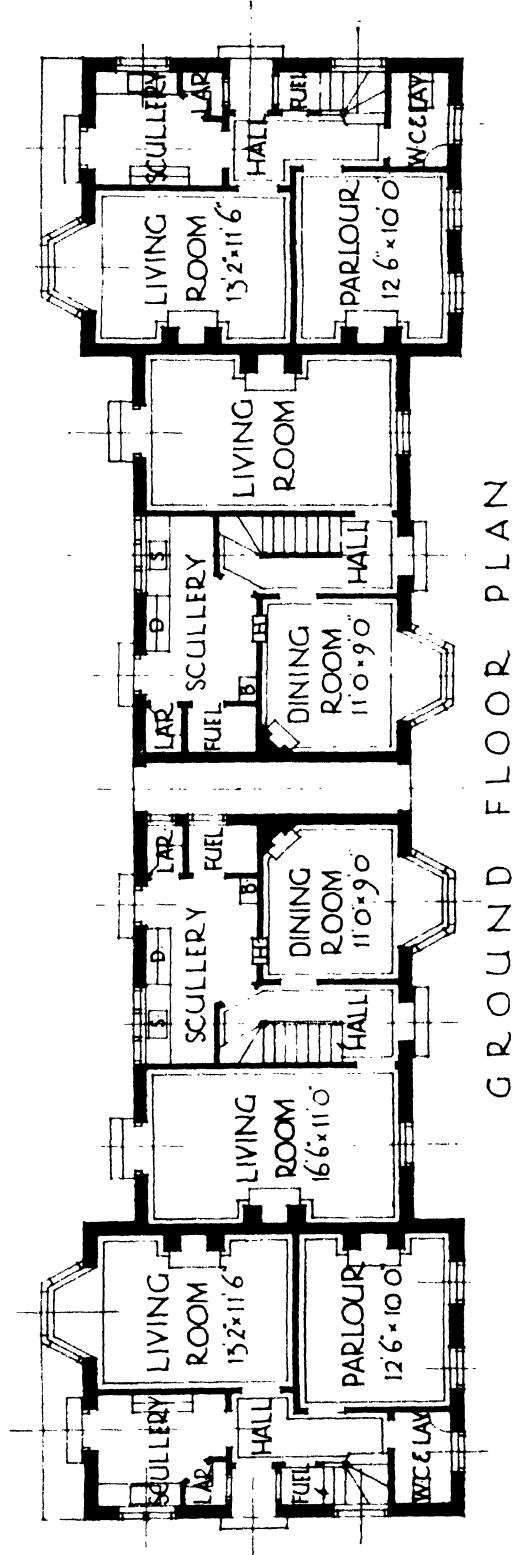 SCULLERY
LAR
HALL
FUEL
WC & LAV
LIVING
ROOM
13'2" x 11'6"
PARLOUR
12'6" x 10'0"
LIVING
ROOM
S
D
SCULLERY
HALL
LAR
FUEL
B
H
DINING
ROOM
11'0" x 9'0"
LAR
FUEL
B
H
DINING
ROOM
11'0" x 9'0"
D
S
SCULLERY
HALL
LIVING
ROOM
16'6" x 11'0"
LIVING
ROOM
13'2" x 11'6"
PARLOUR
12'6" x 10'0"
SCULLERY
LAR
HALL
FUEL
WC & LAV
GROUND FLOOR PLAN